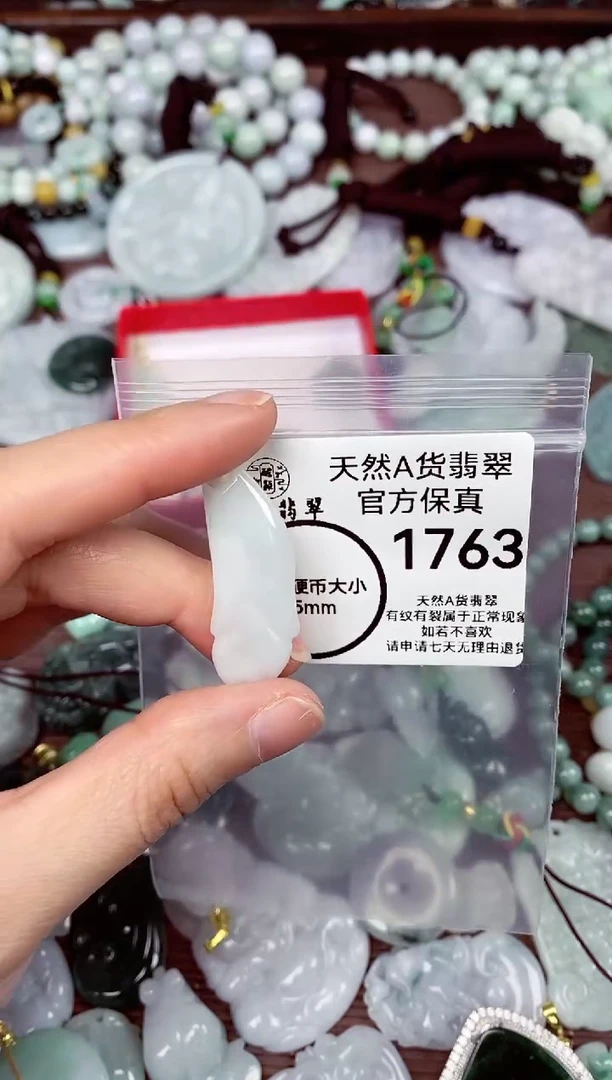 天然A货翡翠
官方保真
翡翠
1763
硬币大小
5mm
天然A货翡翠
有纹有裂属于正常现象
如若不喜欢
请申请七天无理由退货